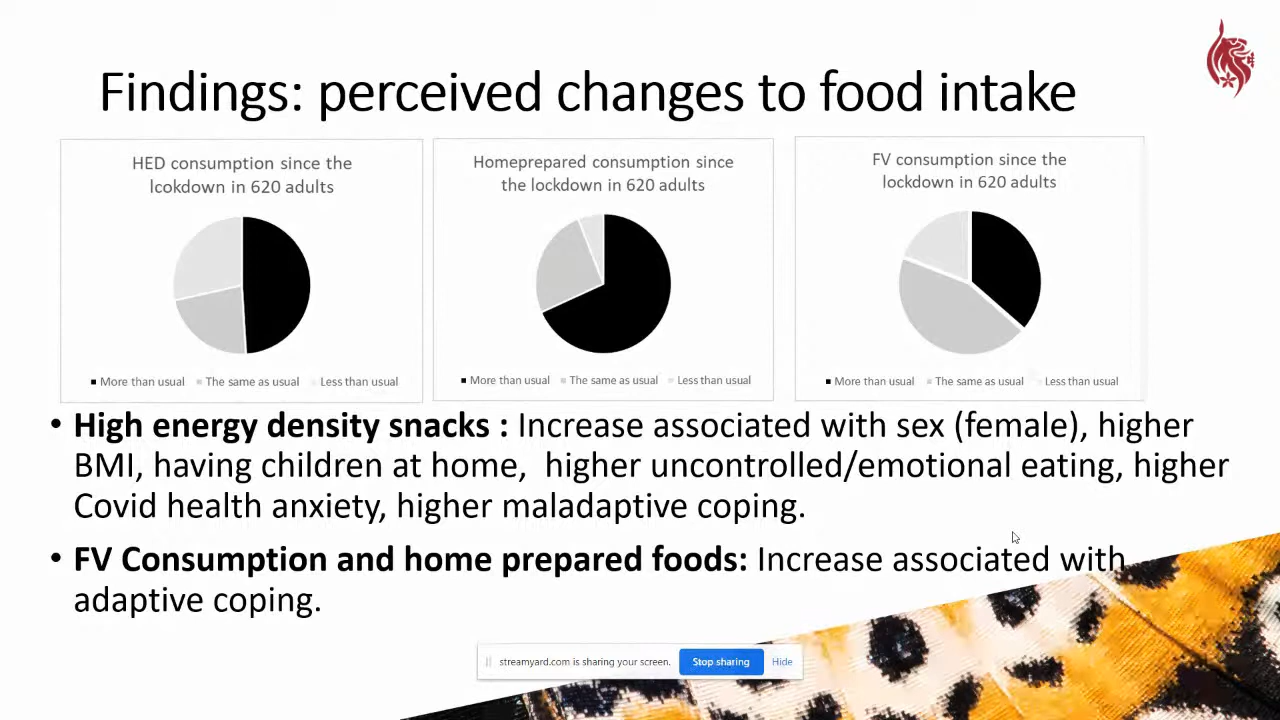 Findings: perceived changes to food intake
HED consumption since the
lcokdown in 620 adults
More than usual The same as usual Less than usual
Homeprepared consumption since
the lockdown in 620 adults
More than usual The same as usual Less than usual
FV consumption since the
lockdown in 620 adults
More than usual The same as usual Less than usual
• High energy density snacks : Increase associated with sex (female), higher
BMI, having children at home, higher uncontrolled/emotional eating, higher
Covid health anxiety, higher maladaptive coping.
• FV Consumption and home prepared foods: Increase associated with
adaptive coping.
streamyard.com is sharing your screen. Stop sharing Hide